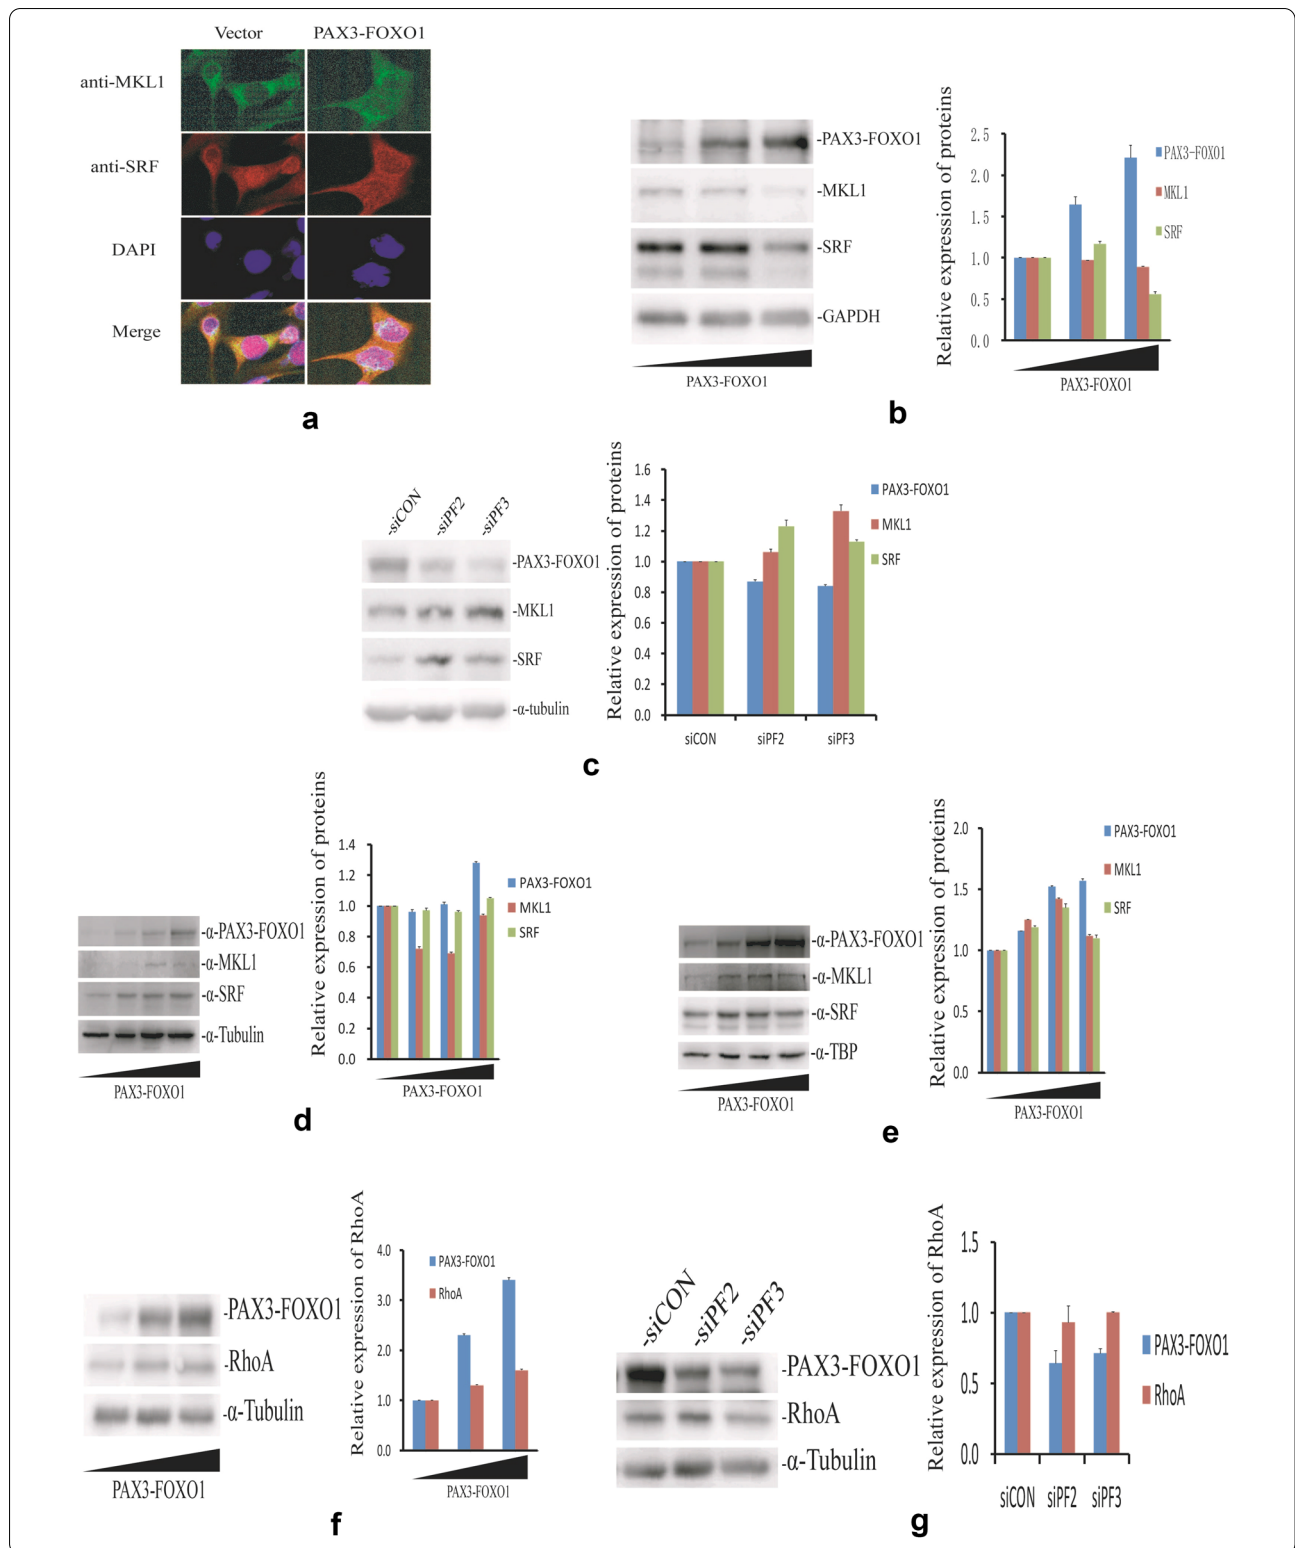 Vector PAX3-FOXO1
anti-MKL1
anti-SRF
DAPI
Merge
a
-PAX3-FOXO1
-MKL1
-SRF
-GAPDH
PAX3-FOXO1
Relative expression of proteins
2.5
2.0
1.5
1.0
0.5
0.0
PAX3-FOXO1
MKL1
SRF
PAX3-FOXO1
b
-siCON -siPF2 -siPF3
-PAX3-FOXO1
-MKL1
-SRF
-α-tubulin
Relative expression of proteins
1.6
1.4
1.2
1.0
0.8
0.6
0.4
0.2
0.0
siCON siPF2 siPF3
PAX3-FOXO1
MKL1
SRF
c
-α-PAX3-FOXO1
-α-MKL1
-α-SRF
-α-Tubulin
PAX3-FOXO1
Relative expression of proteins
1.4
1.2
1.0
0.8
0.6
0.4
0.2
0.0
PAX3-FOXO1
MKL1
SRF
PAX3-FOXO1
d
-α-PAX3-FOXO1
-α-MKL1
-α-SRF
-α-TBP
PAX3-FOXO1
Relative expression of proteins
2.0
1.5
1.0
0.5
0.0
PAX3-FOXO1
MKL1
SRF
PAX3-FOXO1
e
-PAX3-FOXO1
-RhoA
-α-Tubulin
PAX3-FOXO1
Relative expression of RhoA
4.0
3.0
2.0
1.0
0.0
PAX3-FOXO1
RhoA
PAX3-FOXO1
f
-siCON -siPF2 -siPF3
-PAX3-FOXO1
-RhoA
-α-Tubulin
Relative expression of RhoA
1.5
1.0
0.5
0.0
siCON siPF2 siPF3
PAX3-FOXO1
RhoA
g